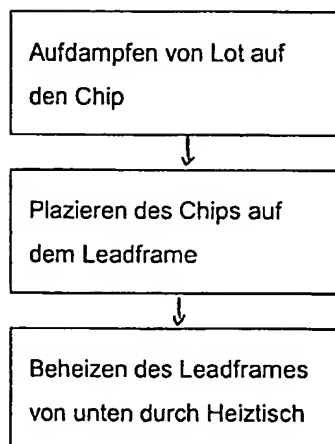 Aufdampfen von Lot auf
den Chip
Plazieren des Chips auf
dem Leadframe
Beheizen des Leadframes
von unten durch Heiztisch